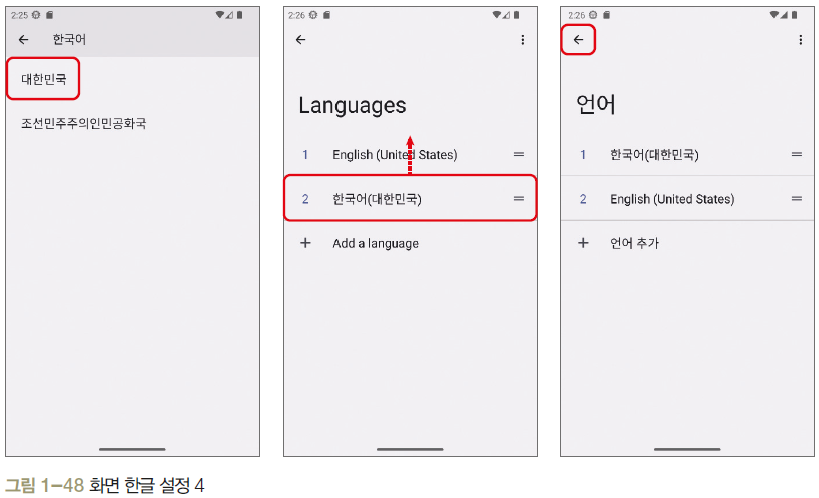 2:25
한국어
대한민국
조선민주주의인민공화국
2:26
Languages
1 English (United States)
2 한국어(대한민국)
+ Add a language
2:26
언어
1 한국어(대한민국)
2 English (United States)
+ 언어 추가
그림 1-48 화면 한글 설정 4